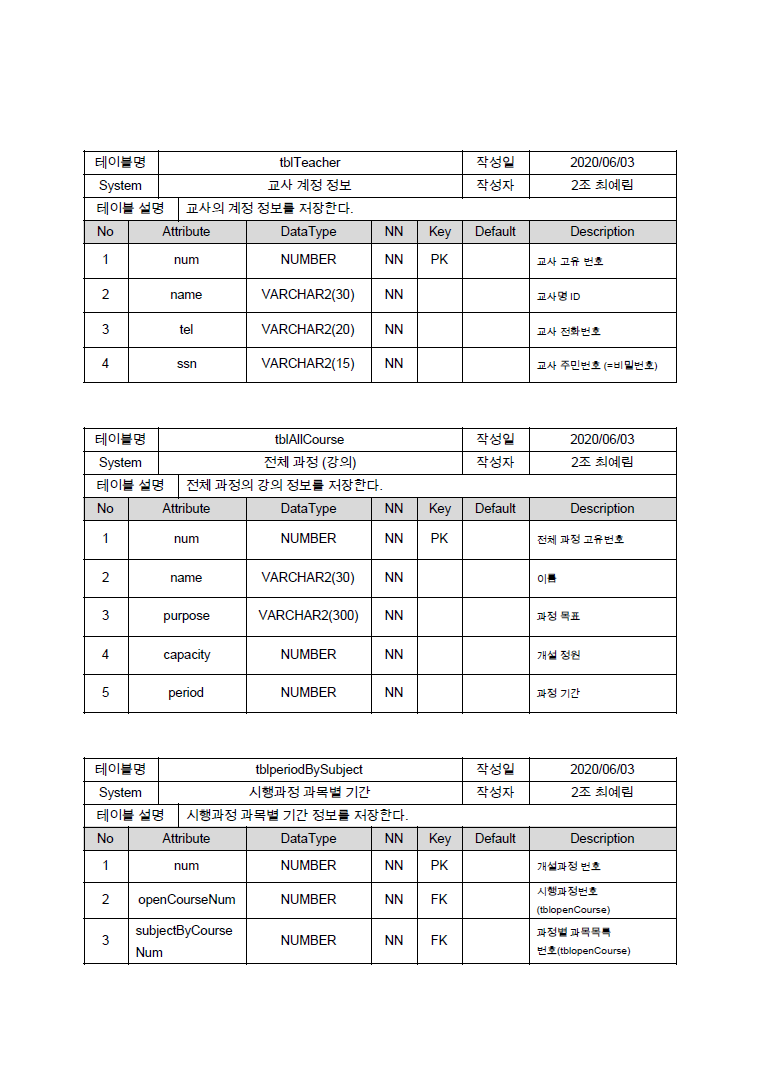 테이블명 tblTeacher 작성일 2020/06/03
System 교사 계정 정보 작성자 2조 최예림
테이블 설명 교사의 계정 정보를 저장한다.
No Attribute DataType NN Key Default Description
1 num NUMBER NN PK 교사 고유 번호
2 name VARCHAR2(30) NN 교사명 ID
3 tel VARCHAR2(20) NN 교사 전화번호
4 ssn VARCHAR2(15) NN 교사 주민번호 (=비밀번호)
테이블명 tblAllCourse 작성일 2020/06/03
System 전체 과정 (강의) 작성자 2조 최예림
테이블 설명 전체 과정의 강의 정보를 저장한다.
No Attribute DataType NN Key Default Description
1 num NUMBER NN PK 전체 과정 고유번호
2 name VARCHAR2(30) NN 이름
3 purpose VARCHAR2(300) NN 과정 목표
4 capacity NUMBER NN 개설 정원
5 period NUMBER NN 과정 기간
테이블명 tblperiodBySubject 작성일 2020/06/03
System 시행과정 과목별 기간 작성자 2조 최예림
테이블 설명 시행과정 과목별 기간 정보를 저장한다.
No Attribute DataType NN Key Default Description
1 num NUMBER NN PK 개설과정 번호
2 openCourseNum NUMBER NN FK 시행과정번호
(tblopenCourse)
3 subjectByCourse NUMBER NN FK 과정별 과목목록
Num 번호(tblopenCourse)